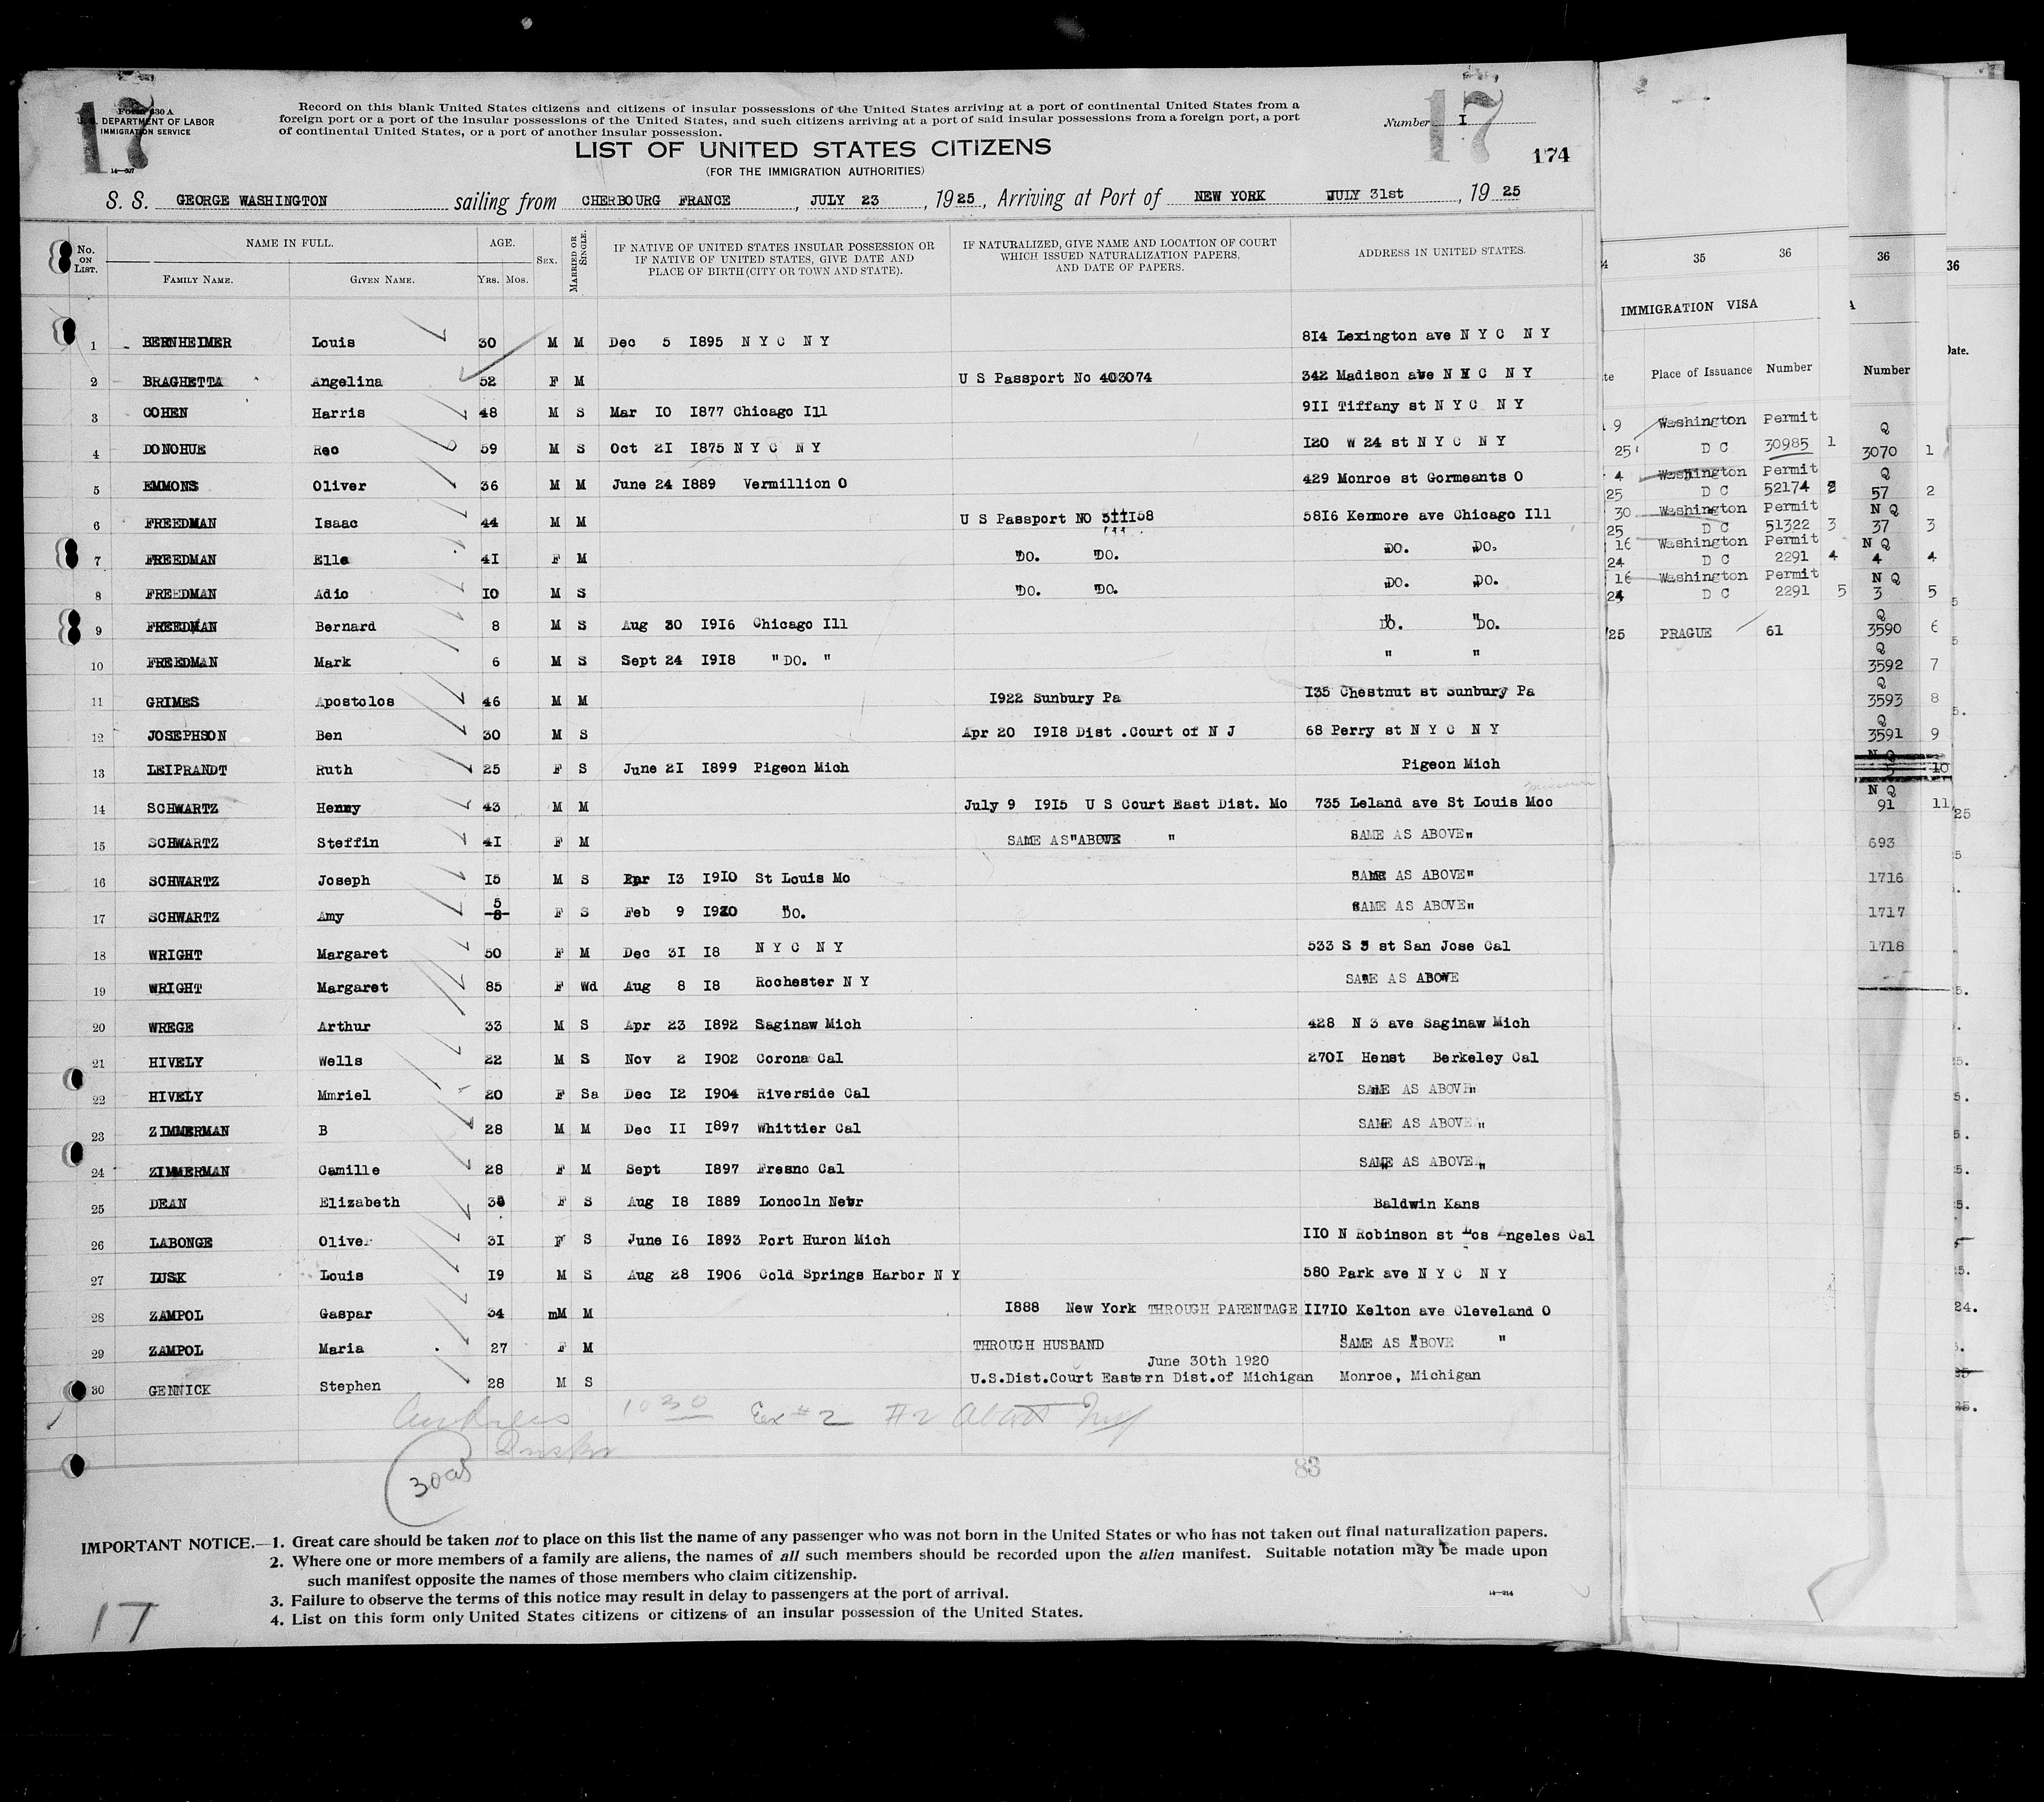 17
Form 630 A
U. S. DEPARTMENT OF LABOR
IMMIGRATION SERVICE
14—307
Record on this blank United States citizens and citizens of insular possessions of the United States arriving at a port of continental United States from a
foreign port or a port of the insular possessions of the United States, and such citizens arriving at a port of said insular possessions from a foreign port, a port
of continental United States, or a port of another insular possession.
Number I
17
174
LIST OF UNITED STATES CITIZENS
(FOR THE IMMIGRATION AUTHORITIES)
S. S. GEORGE WASHINGTON sailing from CHERBOURG FRANCE, JULY 23, 1925, Arriving at Port of NEW YORK JULY 31st, 1925
No. ON LIST. NAME IN FULL. FAMILY NAME. GIVEN NAME. AGE. YRS. MOS. SEX. MARRIED OR SINGLE. IF NATIVE OF UNITED STATES INSULAR POSSESSION OR IF NATIVE OF UNITED STATES, GIVE DATE AND PLACE OF BIRTH (CITY OR TOWN AND STATE). IF NATURALIZED, GIVE NAME AND LOCATION OF COURT WHICH ISSUED NATURALIZATION PAPERS, AND DATE OF PAPERS. ADDRESS IN UNITED STATES.
1 BERNHEIMER Louis 30 M M Dec 5 1895 N Y C N Y 814 Lexington ave N Y C N Y
2 BRAGHETTA Angelina 52 F M U S Passport No 403074 342 Madison ave N Y C N Y
3 COHEN Harris 48 M S Mar 10 1877 Chicago Ill 911 Tiffany st N Y C N Y
4 DONOHUE Reo 59 M S Oct 21 1875 N Y C N Y 120 W 24 st N Y C N Y
5 EMMONS Oliver 36 M M June 24 1889 Vermillion O 429 Monroe st Gormeants O
6 FREEDMAN Isaac 44 M M U S Passport NO 511158 5816 Kenmore ave Chicago Ill
7 FREEDMAN Ella 41 F M "DO. "DO. "DO. "DO.
8 FREEDMAN Adie 10 M S "DO. "DO. "DO. "DO.
9 FREEDMAN Bernard 8 M S Aug 30 1916 Chicago Ill "DO. "DO.
10 FREEDMAN Mark 6 M S Sept 24 1918 " DO. " " "
11 GRIMES Apostolos 46 M M 1922 Sunbury Pa 135 Chestnut st Sunbury Pa
12 JOSEPHSON Ben 30 M S Apr 20 1918 Dist .Court of N J 68 Perry st N Y C N Y
13 LEIPRANDT Ruth 25 F S June 21 1899 Pigeon Mich Pigeon Mich
Missouri
14 SCHWARTZ Henny 43 M M July 9 1915 U S Court East Dist. Mo 735 Leland ave St Louis Moo
15 SCHWARTZ Steffin 41 F M SAME AS "ABOVE " SAME AS ABOVE"
16 SCHWARTZ Joseph 15 M S Apr 13 1910 St Louis Mo SAME AS ABOVE"
17 SCHWARTZ Amy 5 8 F S Feb 9 1920 "DO. SAME AS ABOVE"
18 WRIGHT Margaret 50 F M Dec 31 18 N Y C N Y 533 S 5 st San Jose Cal
19 WRIGHT Margaret 85 F Wd Aug 8 18 Rochester N Y SAME AS ABOVE
20 WREGE Arthur 33 M S Apr 23 1892 Saginaw Mich 428 N 3 ave Saginaw Mich
21 HIVELY Wells 22 M S Nov 2 1902 Corona Cal 2701 Henst Berkeley Cal
22 HIVELY Mmriel 20 F Sa Dec 12 1904 Riverside Cal SAME AS ABOVE"
23 ZIMMERMAN B 28 M M Dec 11 1897 Whittier Cal SAME AS ABOVE "
24 ZIMMERMAN Camille 28 F M Sept 1897 Fresno Cal SAME AS ABOVE "
25 DEAN Elizabeth 35 F S Aug 18 1889 Loncoln Nebr Baldwin Kans
26 LABONGE Olive 31 F S June 16 1893 Port Huron Mich 110 N Robinson st Los Angeles Cal
27 LUSK Louis 19 M S Aug 28 1906 Cold Springs Harbor N Y 580 Park ave N Y C N Y
28 ZAMPOL Gaspar 34 mM M 1888 New York THROUGH PARENTAGE 11710 Kelton ave Cleveland O
29 ZAMPOL Maria 27 F M THROUGH HUSBAND "SAME AS "ABOVE "
June 30th 1920
30 GENNICK Stephen 28 M S U.S.Dist.Court Eastern Dist.of Michigan Monroe, Michigan
1030 Ex #2 #2
83
IMPORTANT NOTICE.—1. Great care should be taken not to place on this list the name of any passenger who was not born in the United States or who has not taken out final naturalization papers.
2. Where one or more members of a family are aliens, the names of all such members should be recorded upon the alien manifest. Suitable notation may be made upon
such manifest opposite the names of those members who claim citizenship.
3. Failure to observe the terms of this notice may result in delay to passengers at the port of arrival.
4. List on this form only United States citizens or citizens of an insular possession of the United States.
14—214
17
35 36
IMMIGRATION VISA
Place of Issuance Number
9 Washington Permit
25 D C 30985 1
4 Washington Permit
25 D C 52174 2
30 Washington Permit
25 D C 51322 3
16 Washington Permit
24 D C 2291 4
16 Washington Permit
24 D C 2291 5
25 PRAGUE 61
36
Number
Q
3070 1
Q
57 2
N Q
37 3
N Q
4 4
N Q
3 5
Q
3590 6
Q
3592 7
Q
3593 8
Q
3591 9
N Q
5 10
N Q
91 11
693
1716
1717
1718
36
Date.